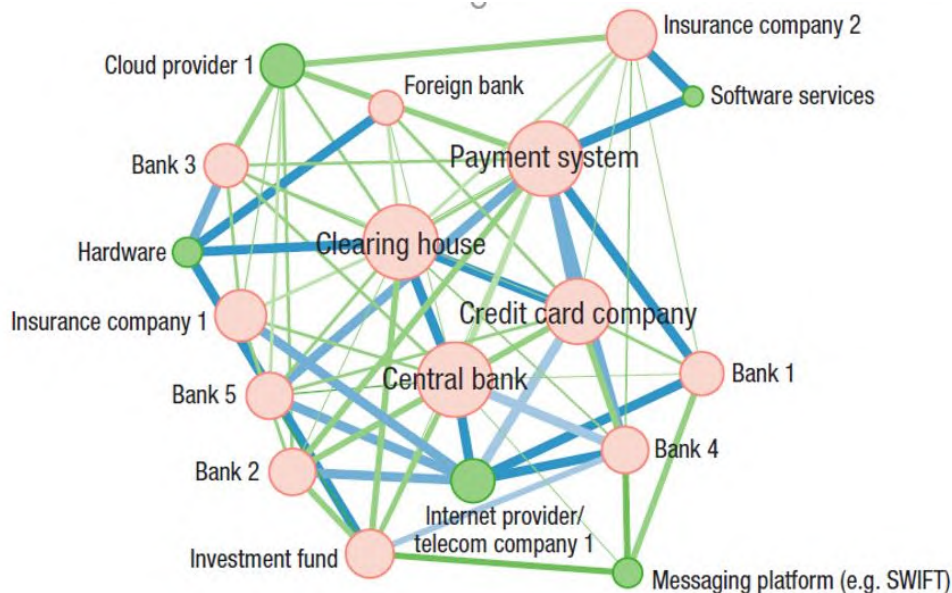 Insurance company 2
Cloud provider 1
Foreign bank
Software services
Payment system
Bank 3
Clearing house
Hardware
Insurance company 1
Credit card company
Central bank
Bank 1
Bank 5
Bank 4
Bank 2
Internet provider/
telecom company 1
Investment fund
Messaging platform (e.g. SWIFT)